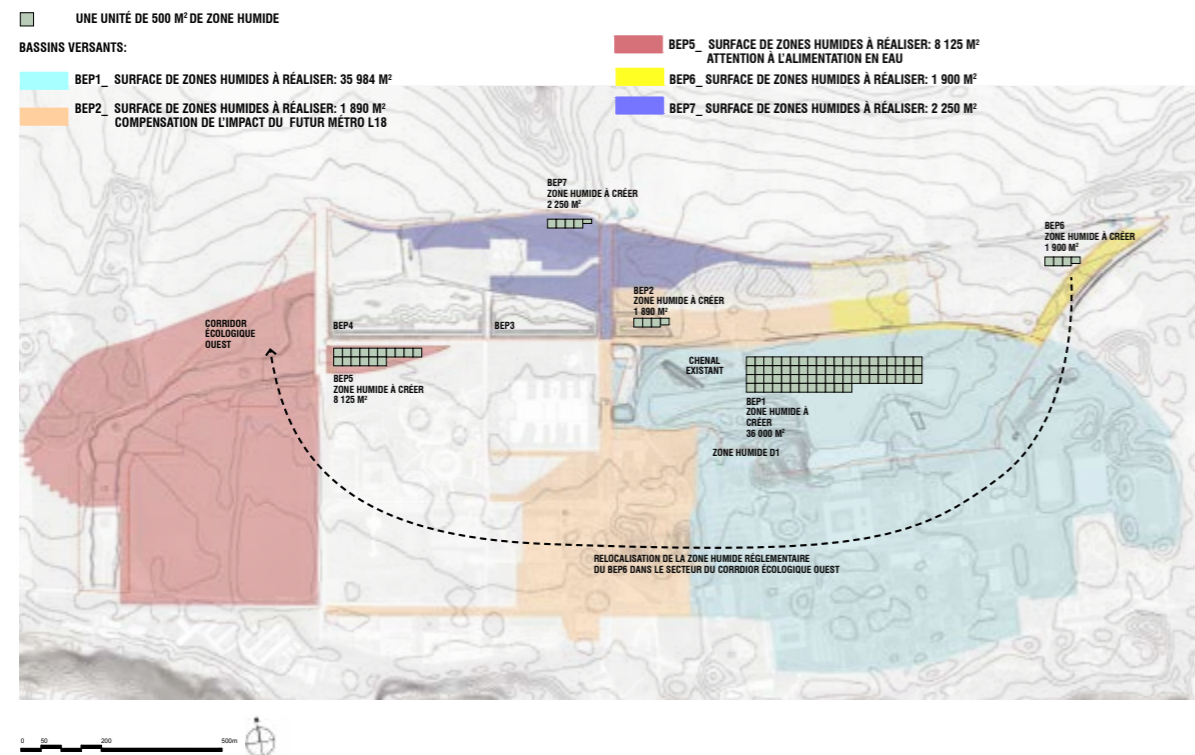 UNE UNITÉ DE 500 M² DE ZONE HUMIDE
BASSINS VERSANTS:
BEP1_ SURFACE DE ZONES HUMIDES À RÉALISER: 35 984 M²
BEP2_ SURFACE DE ZONES HUMIDES À RÉALISER: 1 890 M²
COMPENSATION DE L'IMPACT DU FUTUR MÉTRO L18
BEP5_ SURFACE DE ZONES HUMIDES À RÉALISER: 8 125 M²
ATTENTION À L'ALIMENTATION EN EAU
BEP6_ SURFACE DE ZONES HUMIDES À RÉALISER: 1 900 M²
BEP7_ SURFACE DE ZONES HUMIDES À RÉALISER: 2 250 M²
BEP7
ZONE HUMIDE À CRÉER
2 250 M²
BEP6
ZONE HUMIDE À CRÉER
1 900 M²
BEP2
ZONE HUMIDE À CRÉER
1 890 M²
CORRIDOR
ÉCOLOGIQUE
OUEST
BEP4
BEP3
CHENAL
EXISTANT
BEP5
ZONE HUMIDE À CRÉER
8 125 M²
BEP1
ZONE HUMIDE À
CRÉER
36 000 M²
ZONE HUMIDE D1
RELOCALISATION DE LA ZONE HUMIDE RÉGLEMENTAIRE
DU BEP6 DANS LE SECTEUR DU CORRDIOR ÉCOLOGIQUE OUEST
0 50 200 500m
N